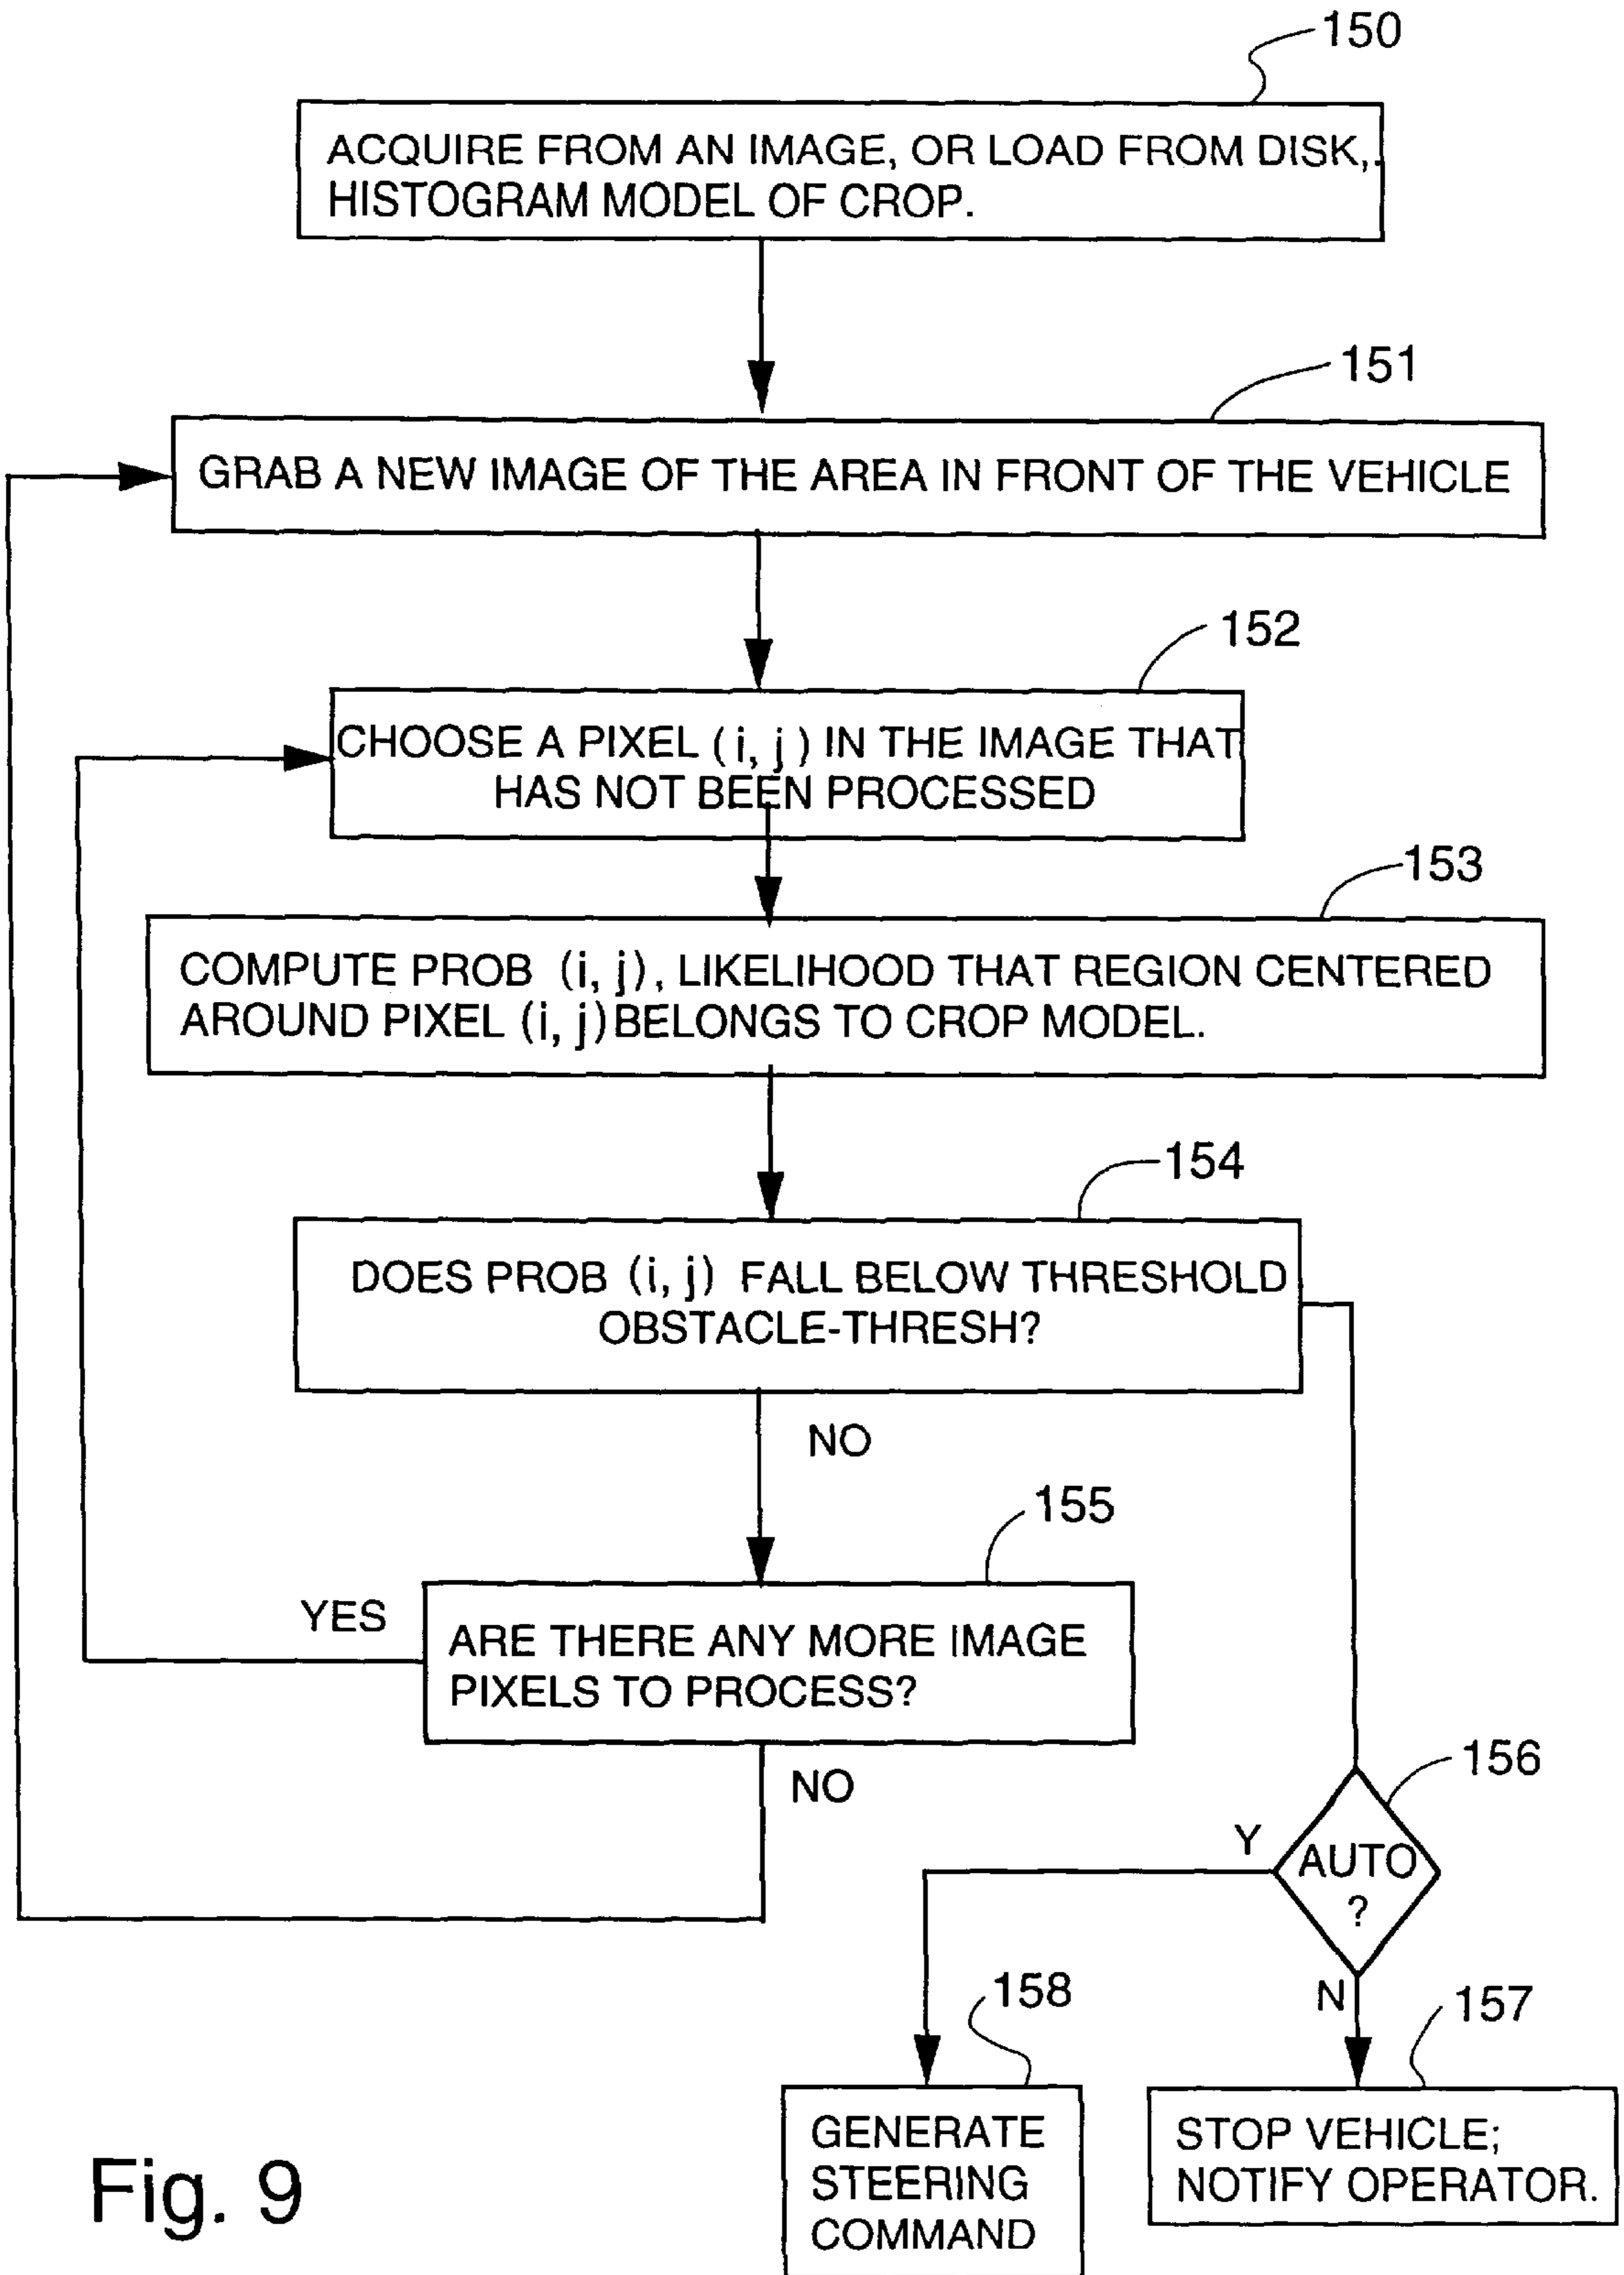 150
ACQUIRE FROM AN IMAGE, OR LOAD FROM DISK,
HISTOGRAM MODEL OF CROP.
151
GRAB A NEW IMAGE OF THE AREA IN FRONT OF THE VEHICLE
152
CHOOSE A PIXEL (i, j) IN THE IMAGE THAT
HAS NOT BEEN PROCESSED
153
COMPUTE PROB (i, j), LIKELIHOOD THAT REGION CENTERED
AROUND PIXEL (i, j) BELONGS TO CROP MODEL.
154
DOES PROB (i, j) FALL BELOW THRESHOLD
OBSTACLE-THRESH?
NO
155
YES
ARE THERE ANY MORE IMAGE
PIXELS TO PROCESS?
NO
156
Y
AUTO
?
N
158
157
GENERATE
STEERING
COMMAND
STOP VEHICLE;
NOTIFY OPERATOR.
Fig. 9